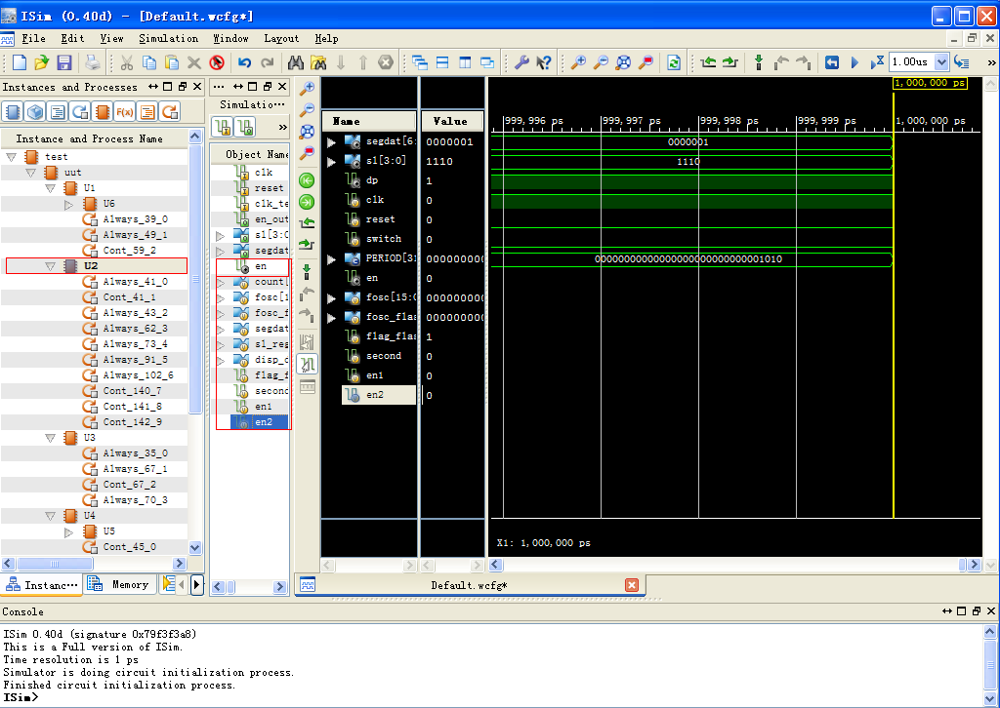 ISim (0.40d) - [Default.wcfg*]
File Edit View Simulation Window Layout Help
1.00us
Instances and Processes
Instance and Process Name
test
uut
U1
U6
Always_39_0
Always_49_1
Cont_59_2
U2
Always_41_0
Cont_41_1
Always_43_2
Always_62_3
Always_73_4
Always_91_5
Always_102_6
Cont_140_7
Cont_141_8
Cont_142_9
U3
Always_35_0
Always_67_1
Cont_67_2
Always_70_3
U4
U5
Cont_45_0
Instanc··· Memory
Simulatio···
Object Name
clk
reset
clk_te
en_out
sl[3:0
segdat
en
count[
fosc[1
fosc_f
segdat
sl_reg
disp_d
flag_f
second
en1
en2
Name Value
segdat[6: 0000001
sl[3:0] 1110
dp 1
clk 0
reset 0
switch 0
PERIOD[31 000000000
en 0
fosc[15:0 000000000
fosc_flas 000000000
flag_flas 1
second 0
en1 0
en2 0
1,000,000 ps
999,996 ps 999,997 ps 999,998 ps 999,999 ps 1,000,000 ps
0000001
1110
00000000000000000000000000001010
X1: 1,000,000 ps
Default.wcfg*
Console
ISim 0.40d (signature 0x79f3f3a8)
This is a Full version of ISim.
Time resolution is 1 ps
Simulator is doing circuit initialization process.
Finished circuit initialization process.
ISim>